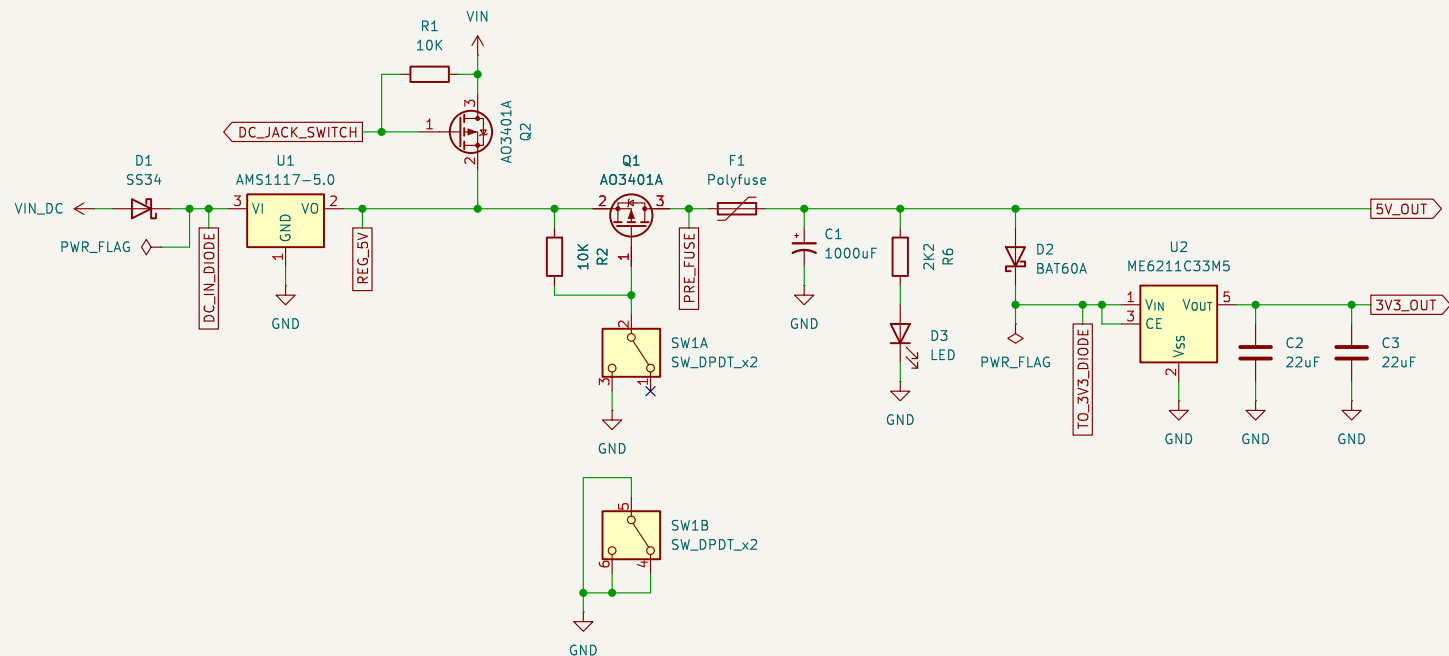 VIN
R1
10K
3
AO3401A
Q2
DC_JACK_SWITCH
1
2
D1
SS34
U1
AMS1117-5.0
Q1
AO3401A
F1
Polyfuse
VIN_DC
3
VI
VO
2
GND
1
2
3
5V_OUT
PWR_FLAG
DC_IN_DIODE
REG_5V
10K
R2
1
PRE_FUSE
+
C1
1000uF
2K2
R6
D2
BAT60A
U2
ME6211C33M5
GND
GND
1
VIN
VOUT
5
3
CE
VSS
2
3V3_OUT
2
SW1A
SW_DPDT_x2
3
1
GND
D3
LED
GND
PWR_FLAG
TO_3V3_DIODE
C2
22uF
C3
22uF
GND
GND
GND
5
SW1B
SW_DPDT_x2
6
4
GND